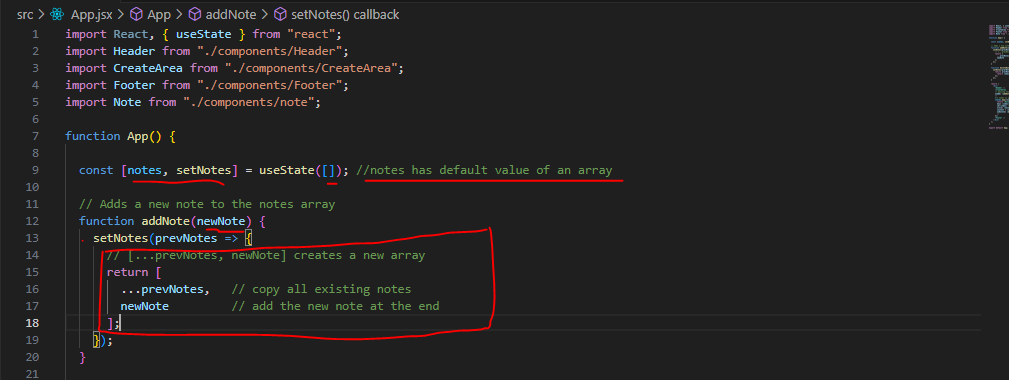 src > App.jsx > App > addNote > setNotes() callback
1 import React, { useState } from "react";
2 import Header from "./components/Header";
3 import CreateArea from "./components/CreateArea";
4 import Footer from "./components/Footer";
5 import Note from "./components/note";
6
7 function App() {
8
9 const [notes, setNotes] = useState([]); //notes has default value of an array
10
11 // Adds a new note to the notes array
12 function addNote(newNote) {
13 setNotes(prevNotes => {
14 // [...prevNotes, newNote] creates a new array
15 return [
16 ...prevNotes, // copy all existing notes
17 newNote // add the new note at the end
18 ];
19 });
20 }
21